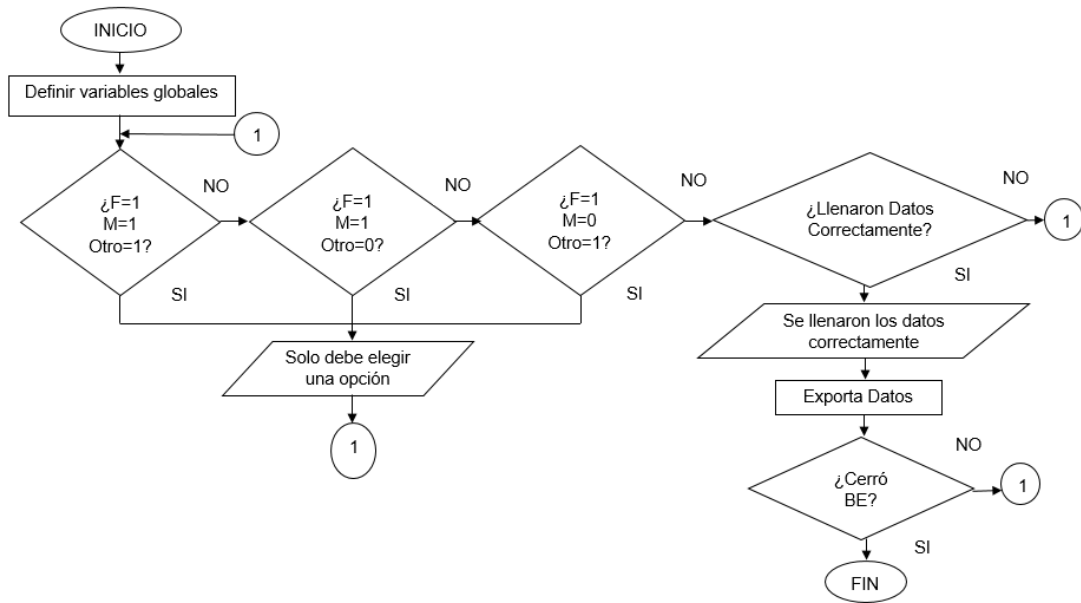 INICIO
Definir variables globales
1
¿F=1
M=1
Otro=1?
NO
SI
¿F=1
M=1
Otro=0?
NO
SI
¿F=1
M=0
Otro=1?
NO
SI
¿Llenaron Datos
Correctamente?
NO
1
SI
Solo debe elegir
una opción
1
Se llenaron los datos
correctamente
Exporta Datos
¿Cerró
BE?
NO
1
SI
FIN